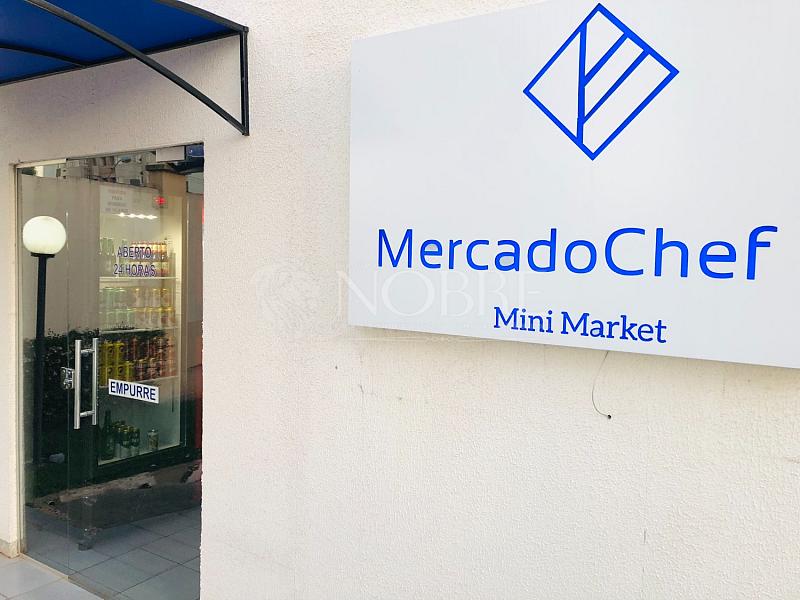 MercadoChef
Mini Market
ABERTO
24 HORAS
EMPURRE
NOBRE